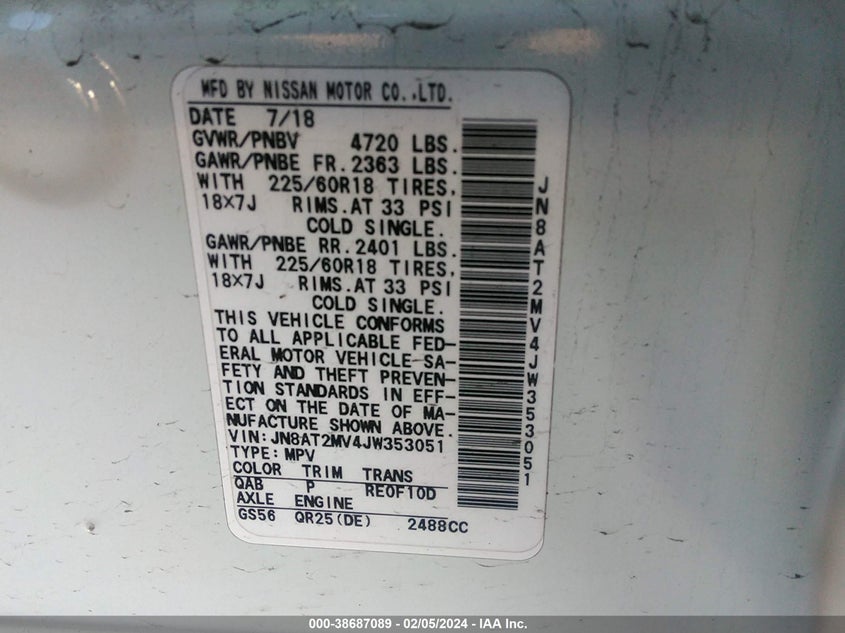 MFD BY NISSAN MOTOR CO.,LTD.
DATE 7/18
GVWR/PNBV 4720 LBS.
GAWR/PNBE FR.2363 LBS.
WITH 225/60R18 TIRES,
18×7J RIMS.AT 33 PSI
COLD SINGLE.
GAWR/PNBE RR.2401 LBS.
WITH 225/60R18 TIRES,
18×7J RIMS.AT 33 PSI
COLD SINGLE.
THIS VEHICLE CONFORMS
TO ALL APPLICABLE FED-
ERAL MOTOR VEHICLE SA-
FETY AND THEFT PREVEN-
TION STANDARDS IN EFF-
ECT ON THE DATE OF MA-
NUFACTURE SHOWN ABOVE.
VIN:JN8AT2MV4JW353051
TYPE:MPV
COLOR TRIM TRANS
QAB P RE0F10D
AXLE ENGINE
GS56 QR25(DE) 2488CC
JN8AT2MV4JW353051
000-38687089 - 02/05/2024 - IAA Inc.